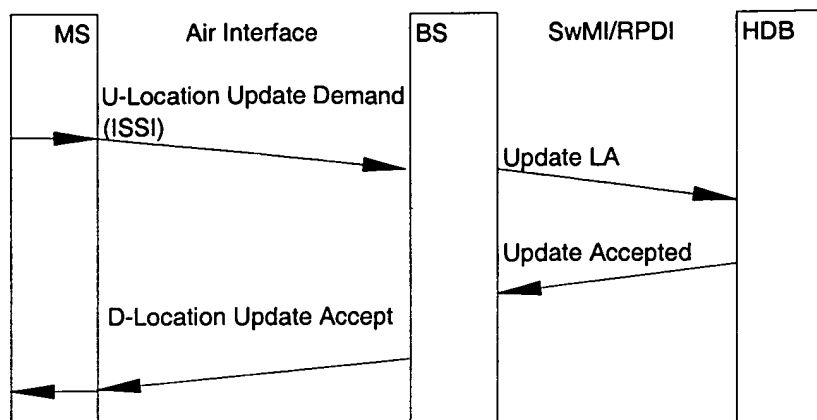 MS
Air Interface
BS
SwMI/RPDI
HDB
U-Location Update Demand
(ISSI)
Update LA
Update Accepted
D-Location Update Accept